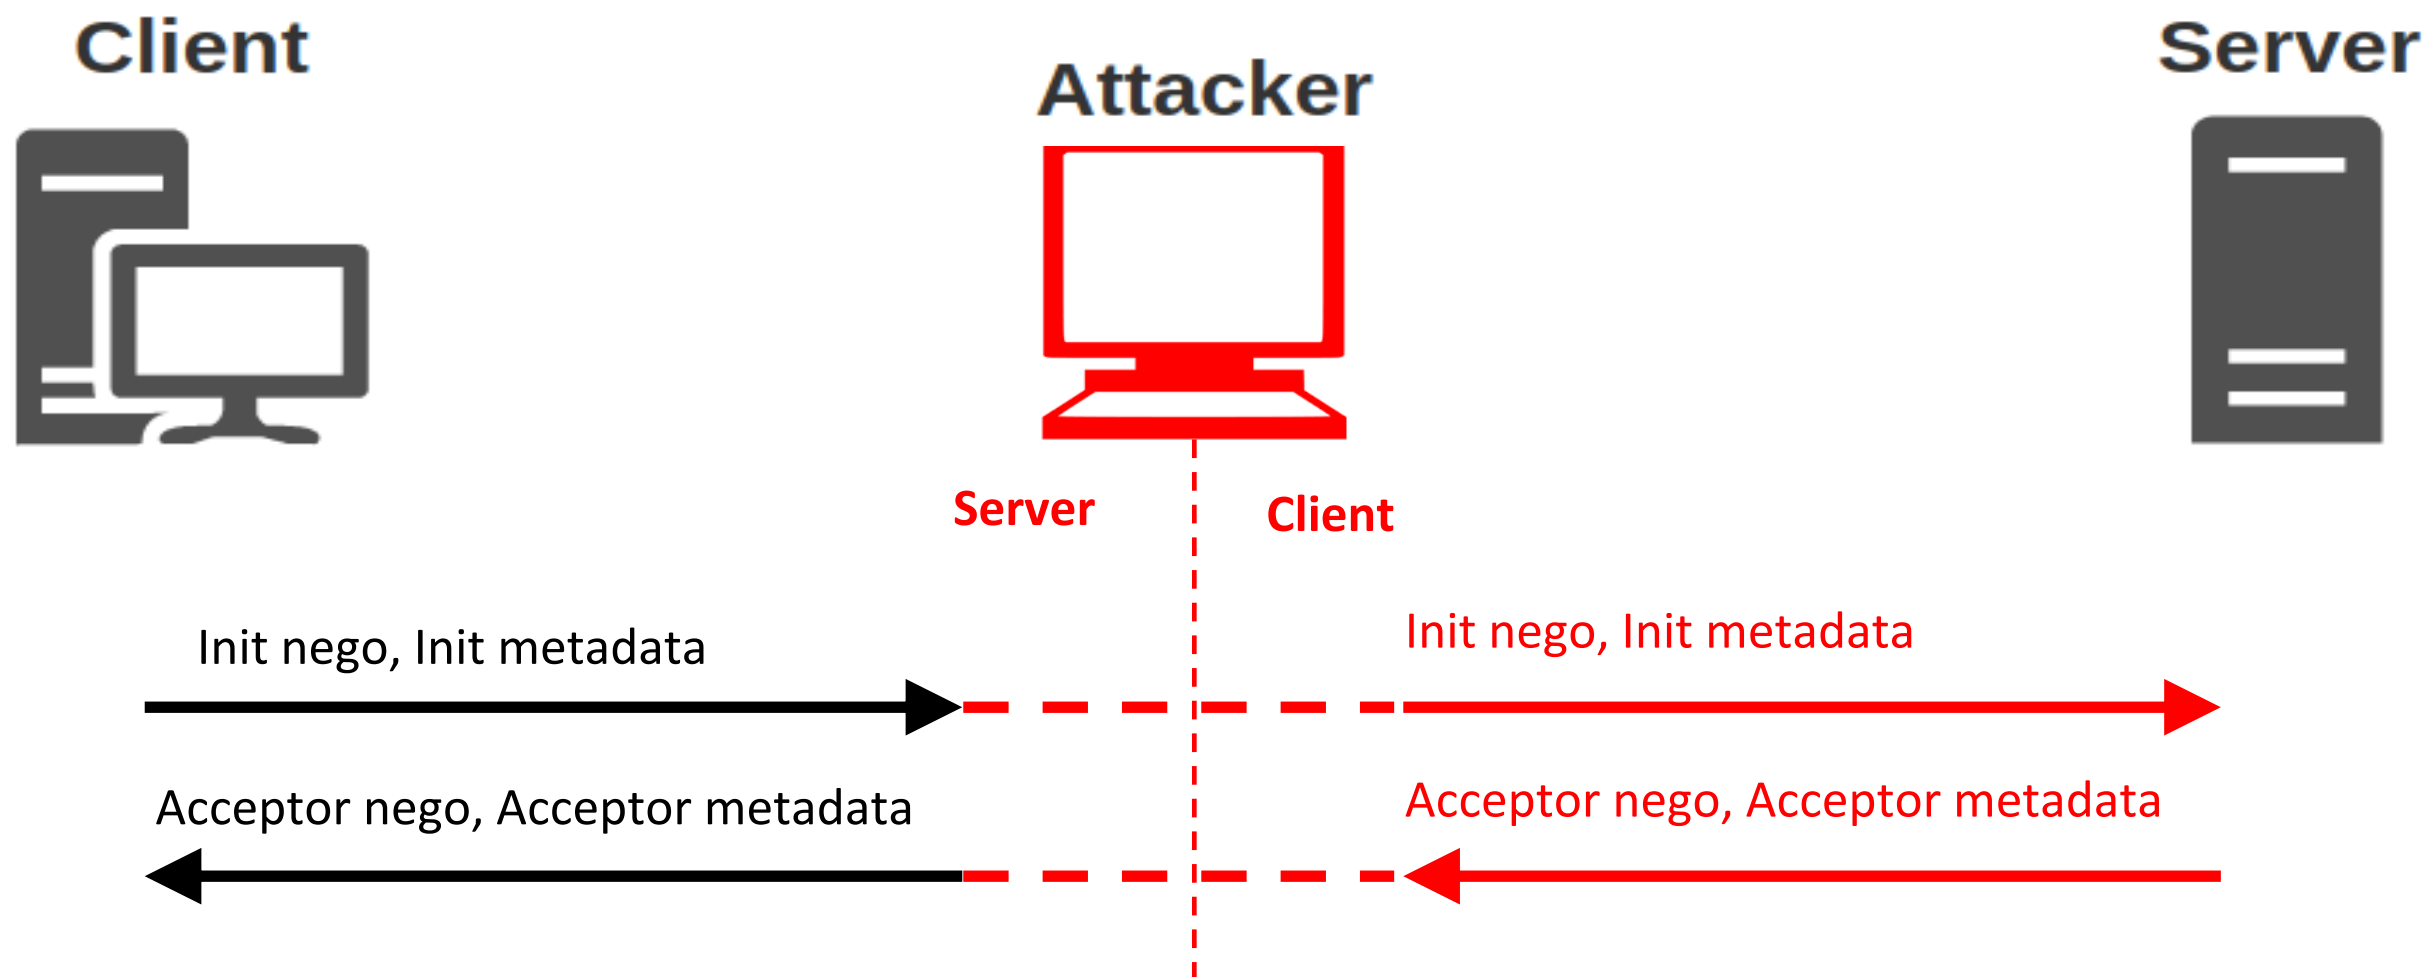 Client
Attacker
Server
Server
Client
Init nego, Init metadata
Init nego, Init metadata
Acceptor nego, Acceptor metadata
Acceptor nego, Acceptor metadata